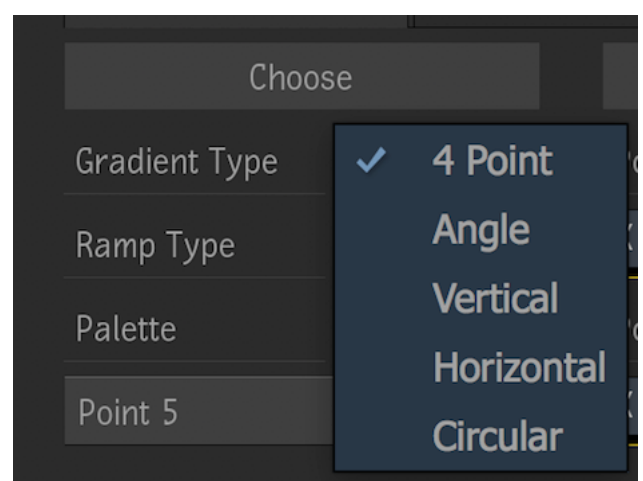 Choose
Gradient Type
4 Point
Angle
Ramp Type
Vertical
Palette
Horizontal
Point 5
Circular